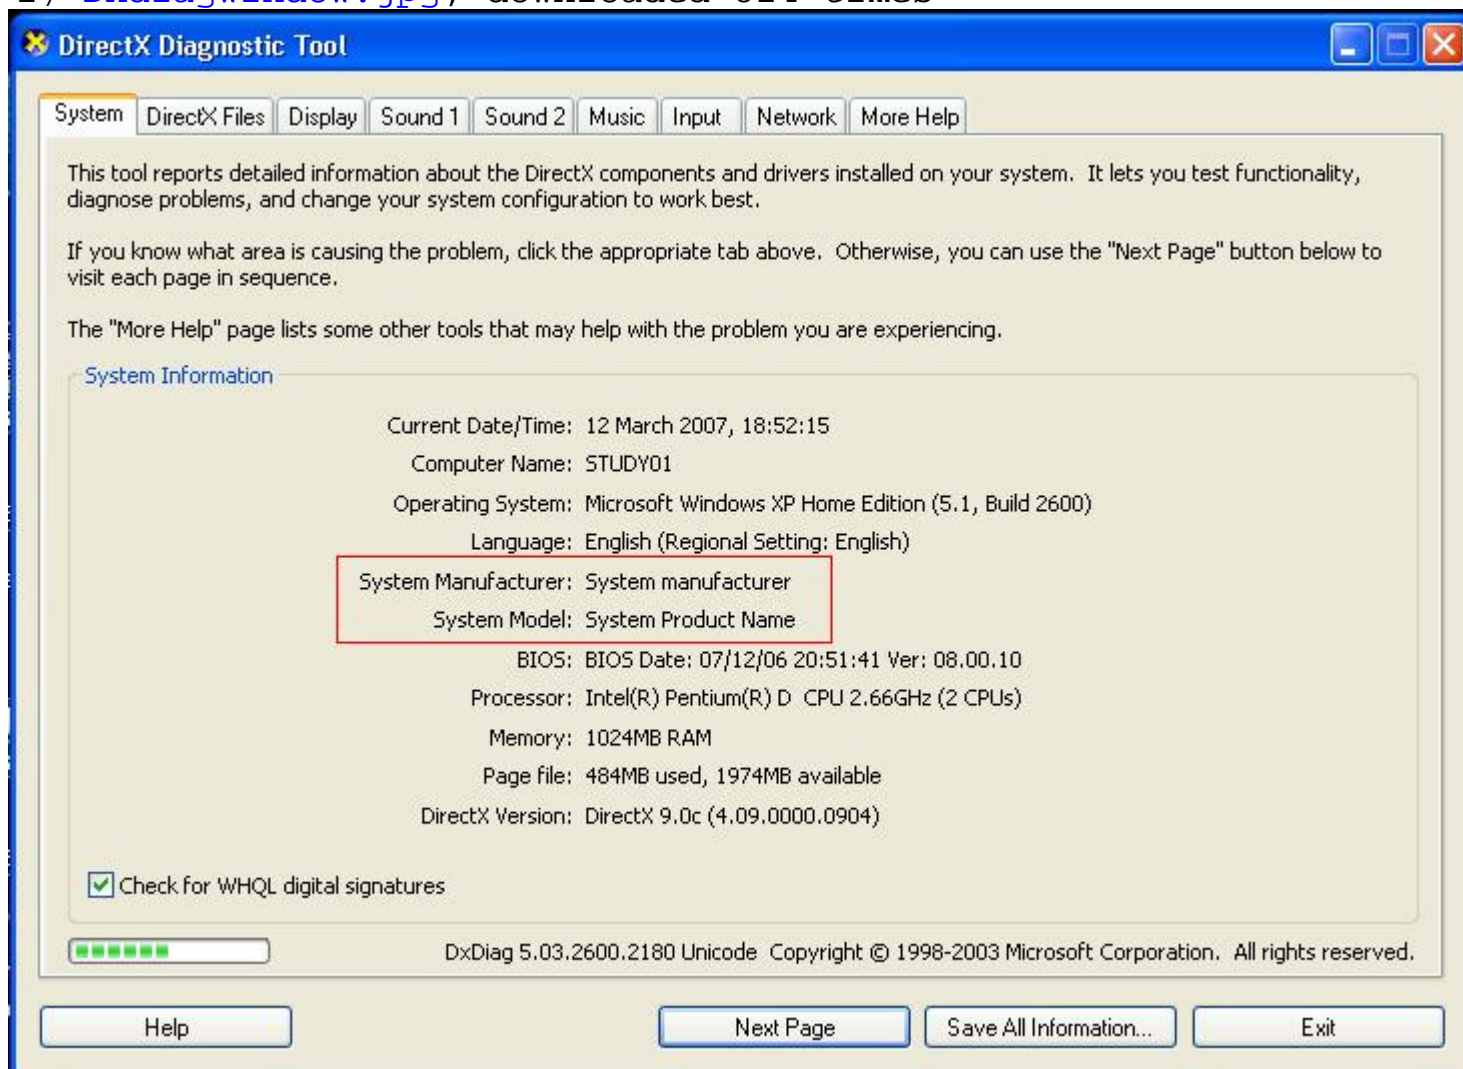 DirectX Diagnostic Tool
System DirectX Files Display Sound 1 Sound 2 Music Input Network More Help
This tool reports detailed information about the DirectX components and drivers installed on your system. It lets you test functionality,
diagnose problems, and change your system configuration to work best.
If you know what area is causing the problem, click the appropriate tab above. Otherwise, you can use the "Next Page" button below to
visit each page in sequence.
The "More Help" page lists some other tools that may help with the problem you are experiencing.
System Information
Current Date/Time: 12 March 2007, 18:52:15
Computer Name: STUDY01
Operating System: Microsoft Windows XP Home Edition (5.1, Build 2600)
Language: English (Regional Setting: English)
System Manufacturer: System manufacturer
System Model: System Product Name
BIOS: BIOS Date: 07/12/06 20:51:41 Ver: 08.00.10
Processor: Intel(R) Pentium(R) D CPU 2.66GHz (2 CPUs)
Memory: 1024MB RAM
Page file: 484MB used, 1974MB available
DirectX Version: DirectX 9.0c (4.09.0000.0904)
Check for WHQL digital signatures
DxDiag 5.03.2600.2180 Unicode Copyright © 1998-2003 Microsoft Corporation. All rights reserved.
Help Next Page Save All Information... Exit